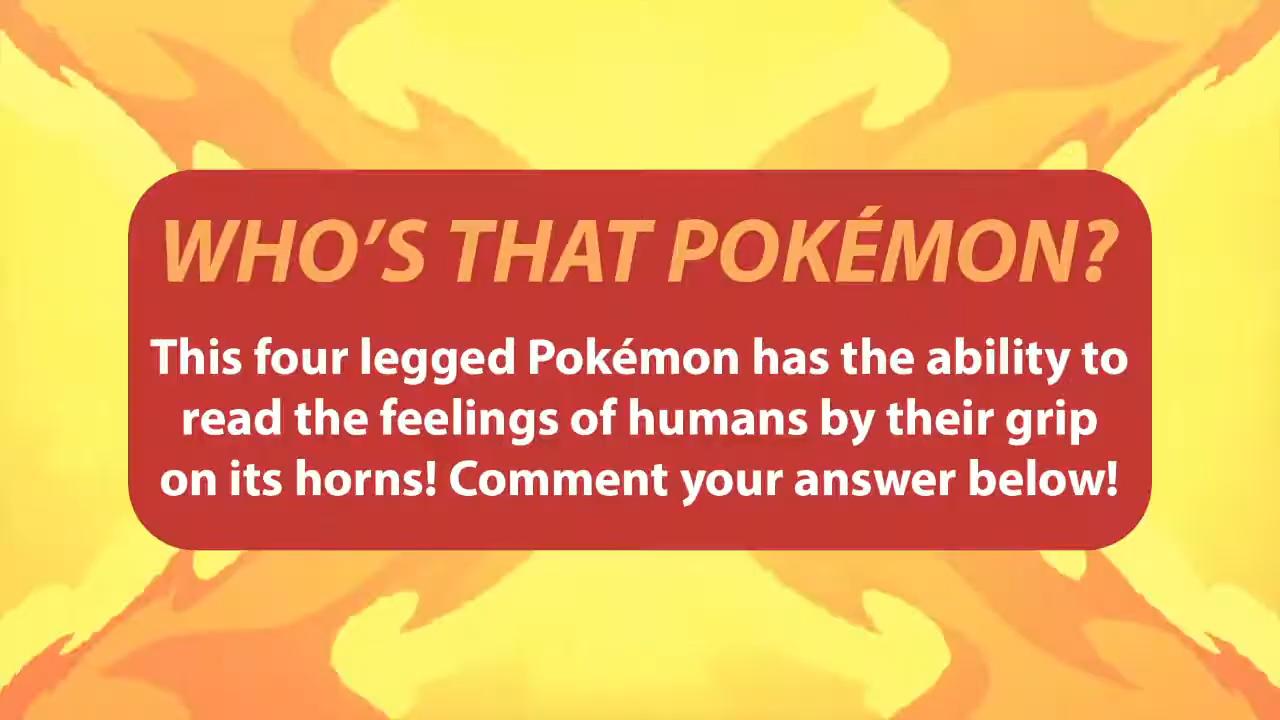 WHO’S THAT POKÉMON?
This four legged Pokémon has the ability to
read the feelings of humans by their grip
on its horns! Comment your answer below!